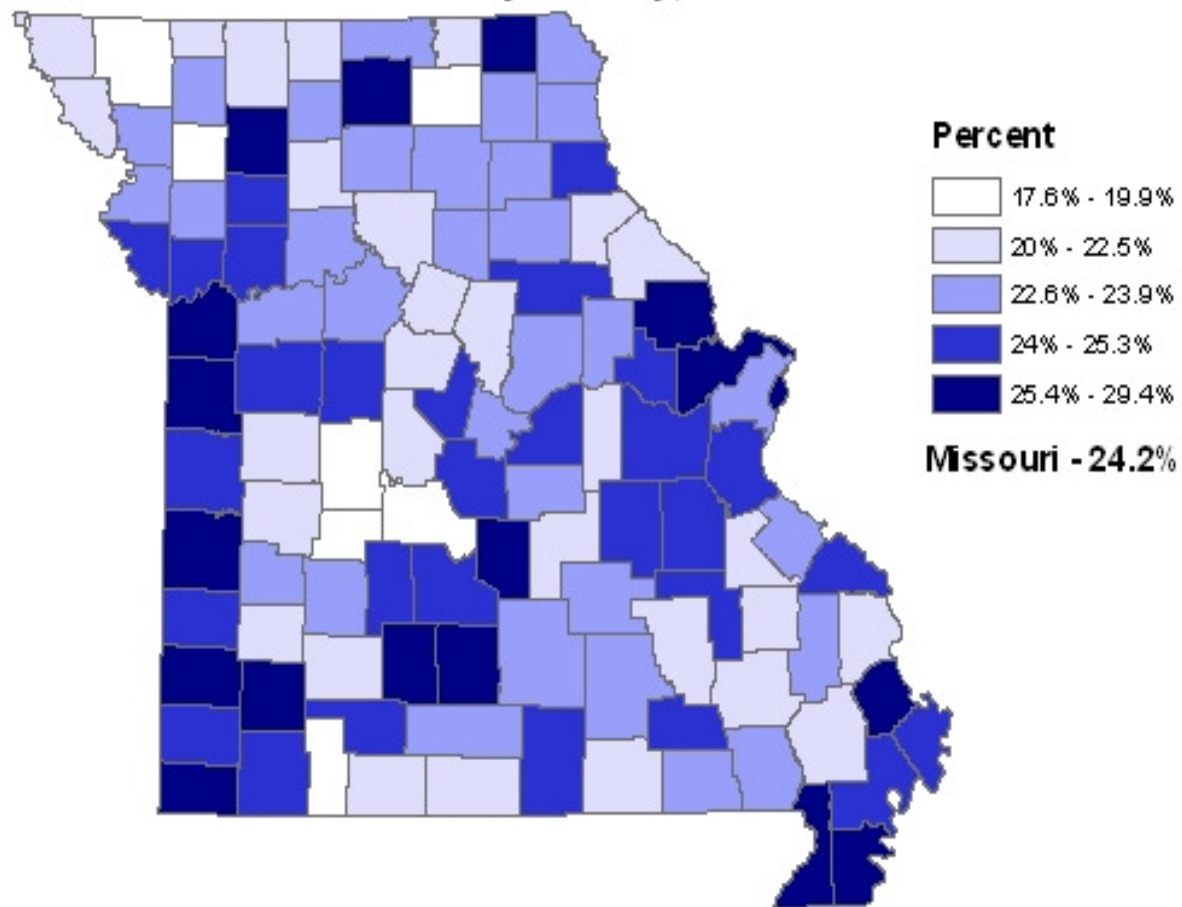 Percent
17.6% - 19.9%
20% - 22.5%
22.6% - 23.9%
24% - 25.3%
25.4% - 29.4%
Missouri - 24.2%